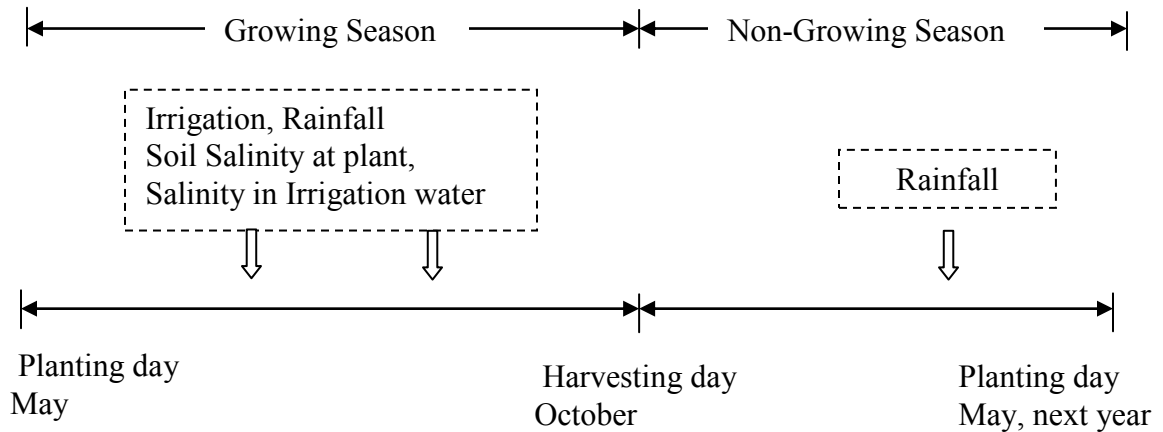 Growing Season
Non-Growing Season
Irrigation, Rainfall
Soil Salinity at plant,
Salinity in Irrigation water
Rainfall
Planting day
May
Harvesting day
October
Planting day
May, next year